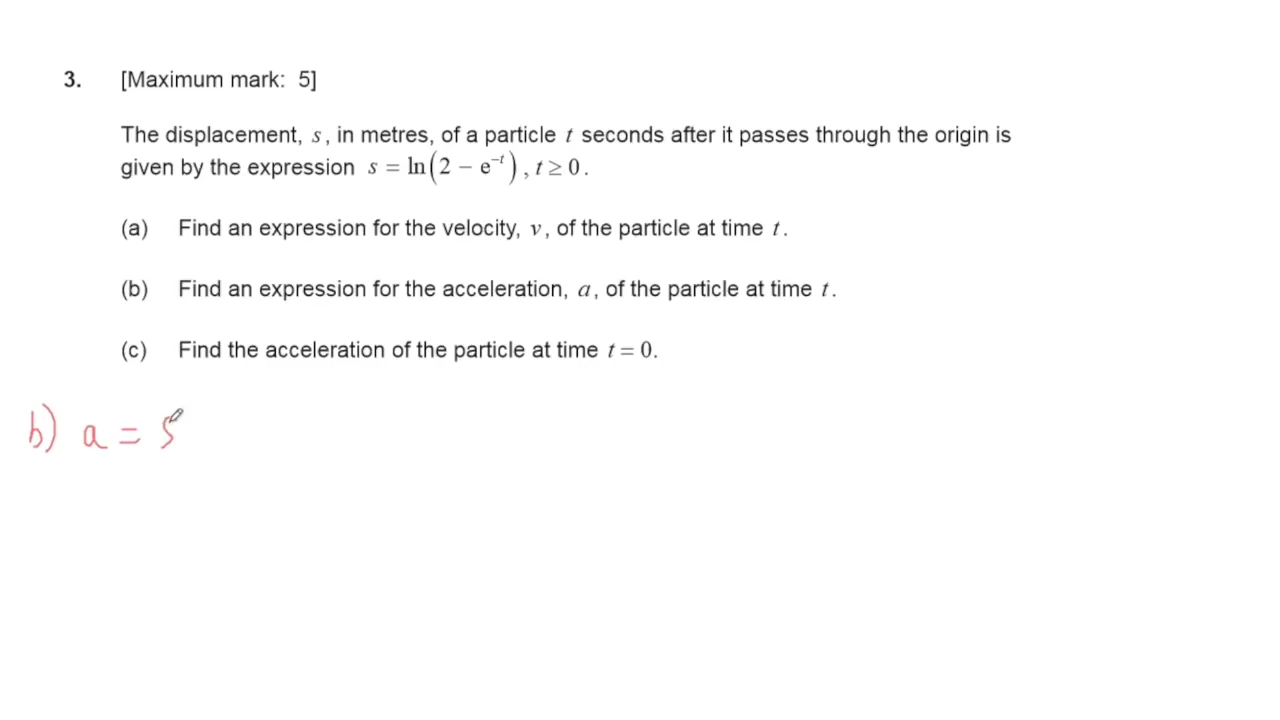 3. [Maximum mark: 5]
The displacement, s, in metres, of a particle t seconds after it passes through the origin is
given by the expression s = ln(2 − e⁻ᵗ), t ≥ 0.
(a) Find an expression for the velocity, v, of the particle at time t.
(b) Find an expression for the acceleration, a, of the particle at time t.
(c) Find the acceleration of the particle at time t = 0.
b) a = s